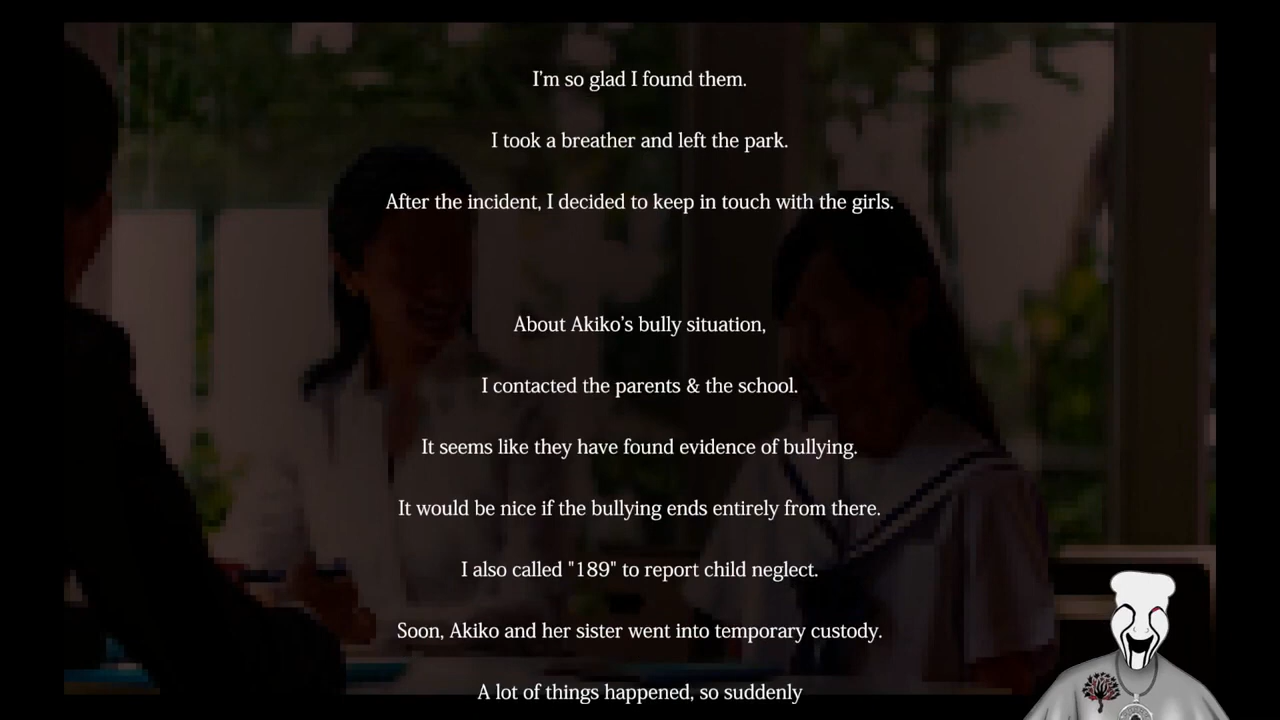 I'm so glad I found them.
I took a breather and left the park.
After the incident, I decided to keep in touch with the girls.
About Akiko's bully situation,
I contacted the parents & the school.
It seems like they have found evidence of bullying.
It would be nice if the bullying ends entirely from there.
I also called "189" to report child neglect.
Soon, Akiko and her sister went into temporary custody.
A lot of things happened, so suddenly